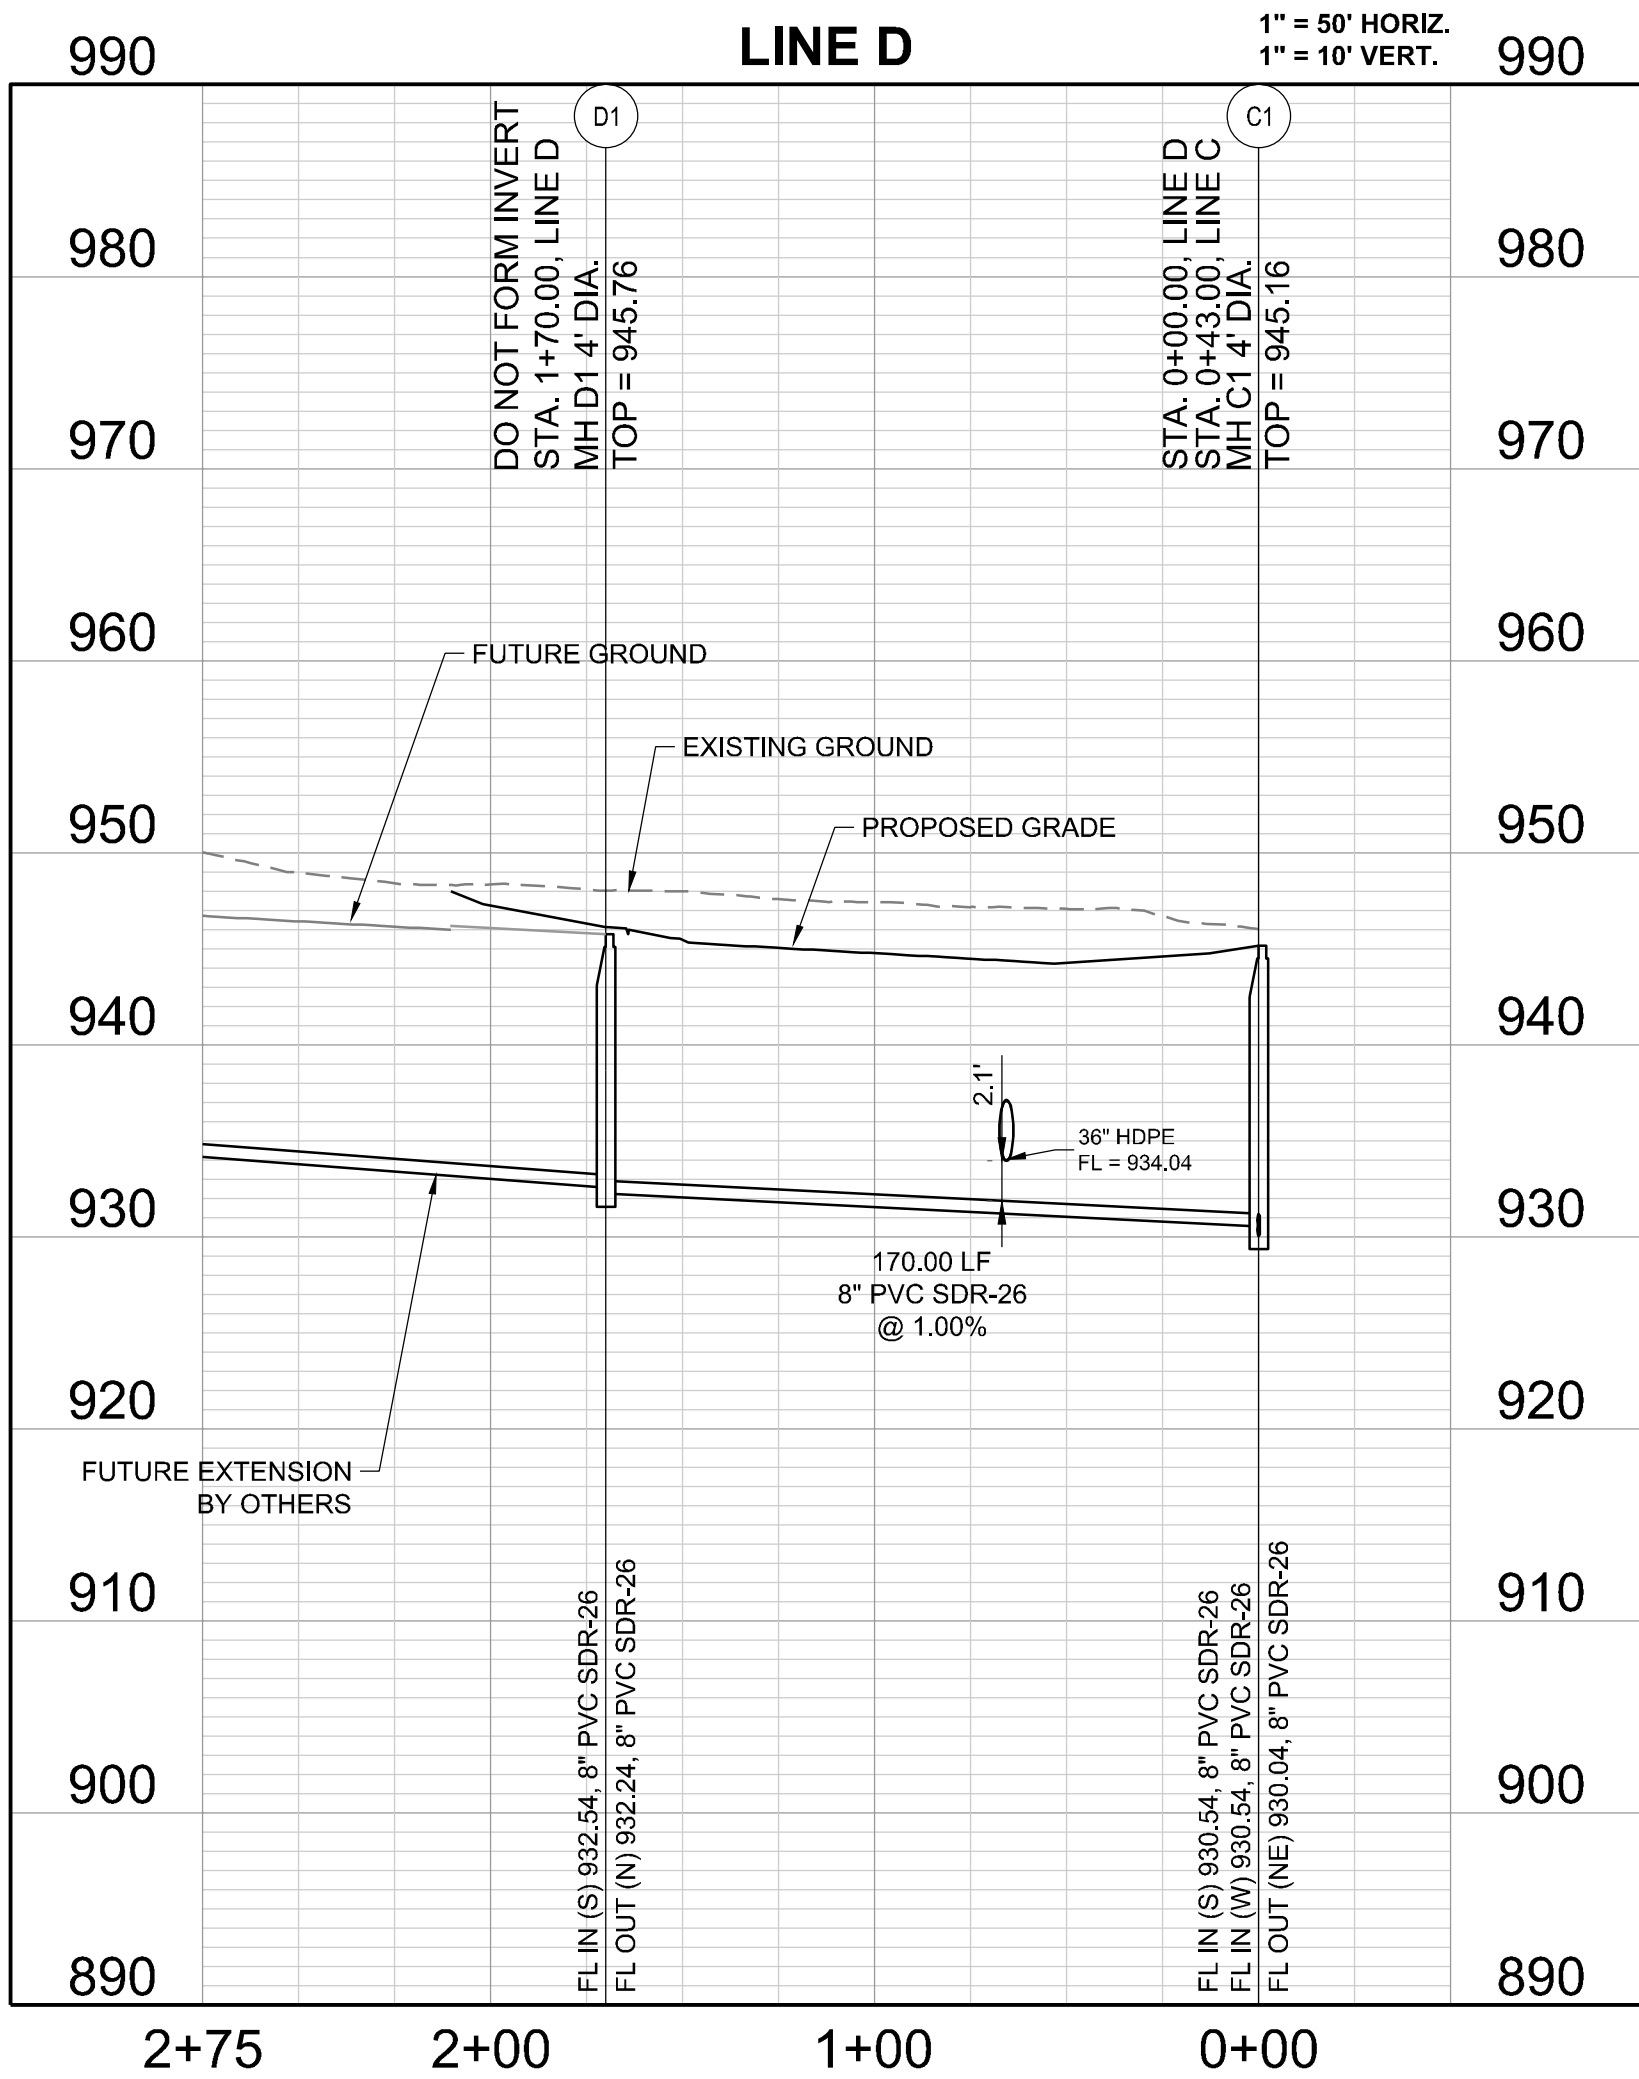 LINE D
1" = 50' HORIZ.
1" = 10' VERT.
990
990
D1
C1
DO NOT FORM INVERT
STA. 1+70.00, LINE D
MH D1 4' DIA.
TOP = 945.76
STA. 0+00.00, LINE D
STA. 0+43.00, LINE C
MH C1 4' DIA.
TOP = 945.16
980
980
970
970
960
960
FUTURE GROUND
EXISTING GROUND
950
PROPOSED GRADE
950
940
940
2.1'
36" HDPE
FL = 934.04
930
930
170.00 LF
8" PVC SDR-26
@ 1.00%
920
920
FUTURE EXTENSION
BY OTHERS
910
910
FL IN (S) 932.54, 8" PVC SDR-26
FL OUT (N) 932.24, 8" PVC SDR-26
FL IN (S) 930.54, 8" PVC SDR-26
FL IN (W) 930.54, 8" PVC SDR-26
FL OUT (NE) 930.04, 8" PVC SDR-26
900
900
890
890
2+75
2+00
1+00
0+00